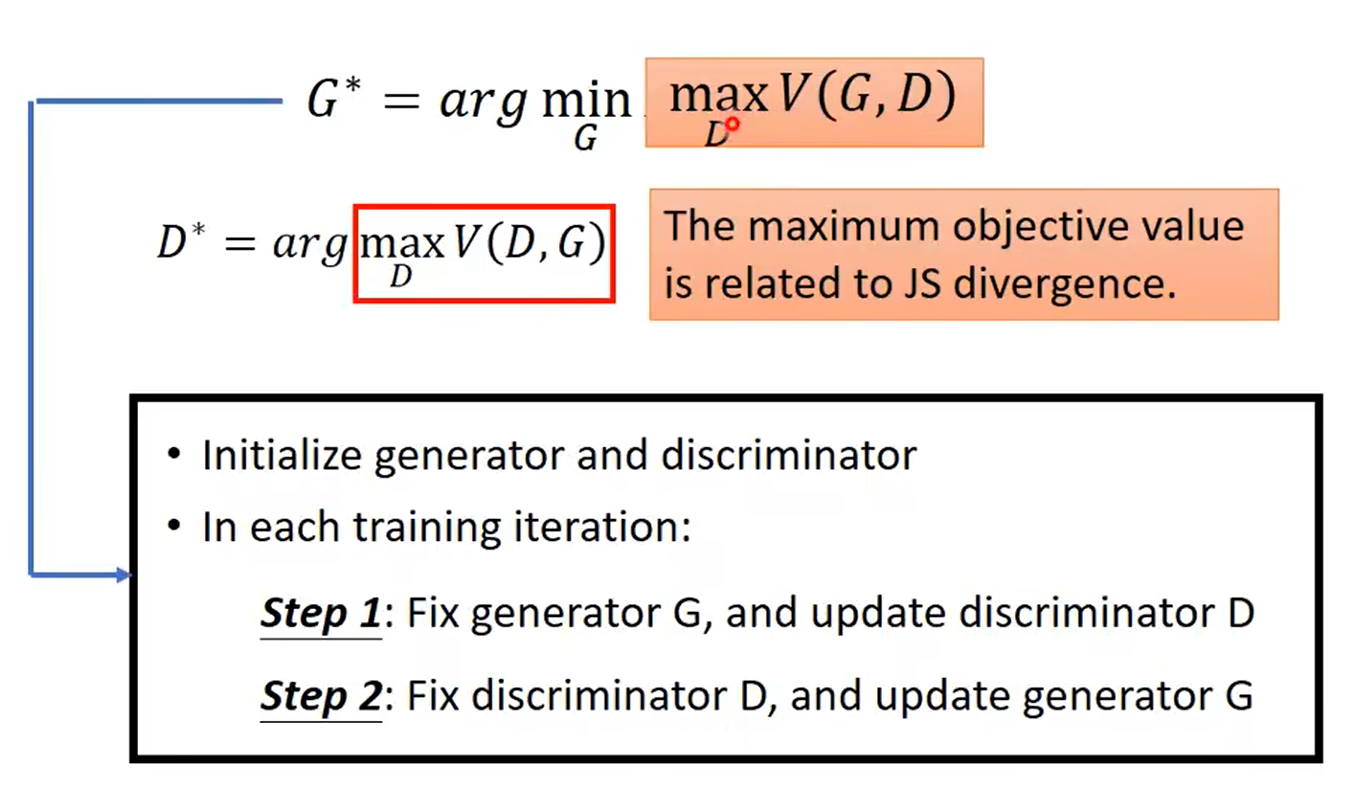 G* = arg min_G max_D V(G, D)
D* = arg max_D V(D, G)
The maximum objective value
is related to JS divergence.
• Initialize generator and discriminator
• In each training iteration:
Step 1: Fix generator G, and update discriminator D
Step 2: Fix discriminator D, and update generator G